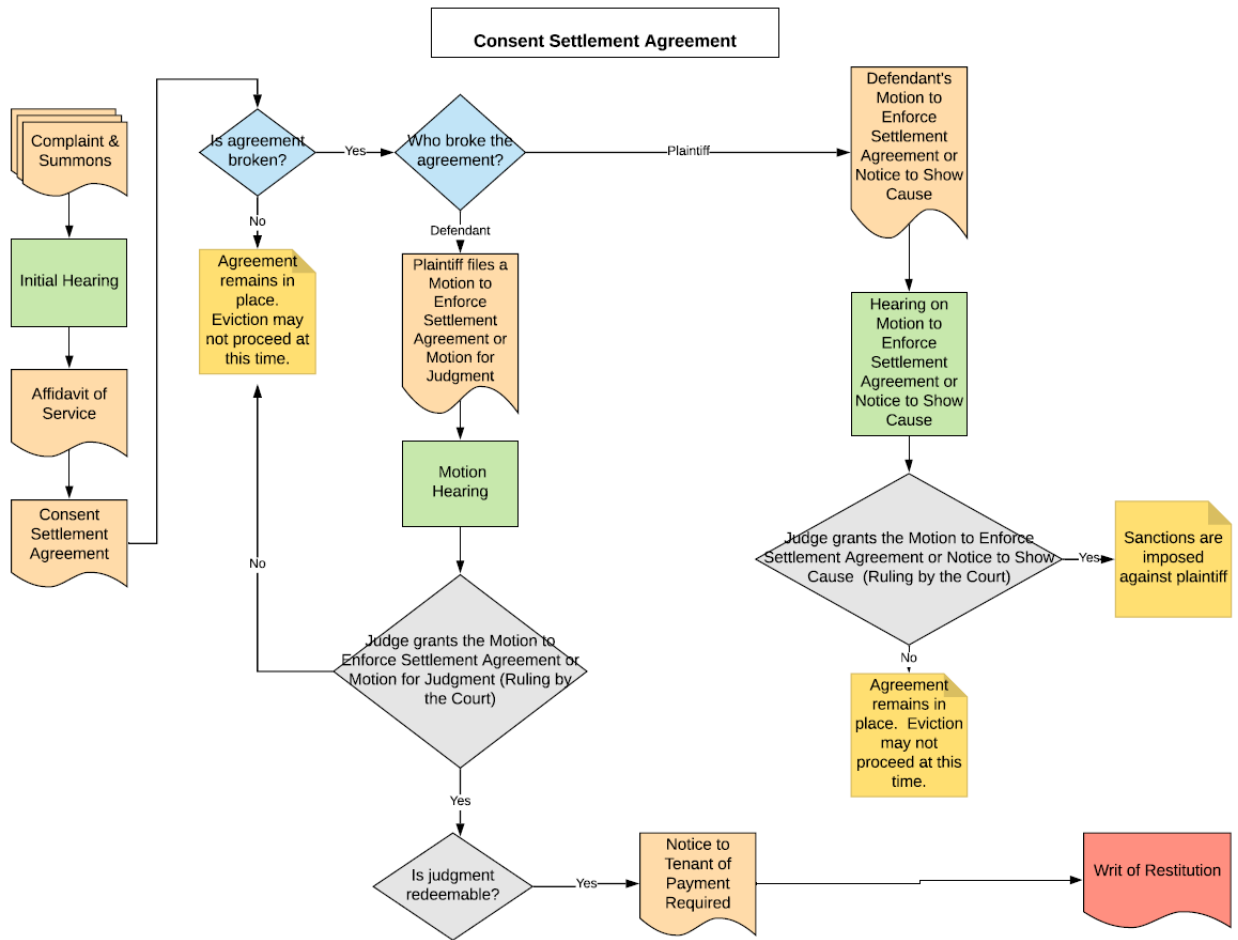 Consent Settlement Agreement
Complaint &
Summons
Initial Hearing
Affidavit of
Service
Consent
Settlement
Agreement
Is agreement
broken?
Yes
No
Agreement
remains in
place.
Eviction may
not proceed at
this time.
Who broke the
agreement?
Plaintiff
Defendant
Plaintiff files a
Motion to
Enforce
Settlement
Agreement or
Motion for
Judgment
Motion
Hearing
Judge grants the Motion to
Enforce Settlement Agreement or
Motion for Judgment (Ruling by
the Court)
No
Yes
Is judgment
redeemable?
Yes
Notice to
Tenant of
Payment
Required
Writ of Restitution
Defendant's
Motion to
Enforce
Settlement
Agreement or
Notice to Show
Cause
Hearing on
Motion to
Enforce
Settlement
Agreement or
Notice to Show
Cause
Judge grants the Motion to Enforce
Settlement Agreement or Notice to Show
Cause (Ruling by the Court)
Yes
Sanctions are
imposed
against plaintiff
No
Agreement
remains in
place. Eviction
may not
proceed at this
time.